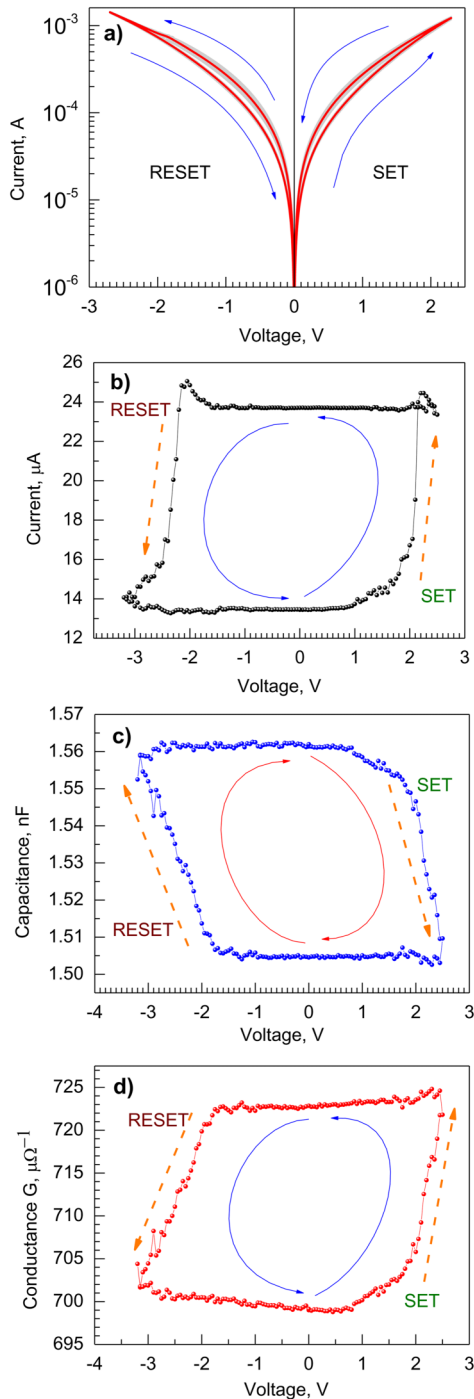 a)
10⁻³
10⁻⁴
10⁻⁵
10⁻⁶
Current, A
RESET
SET
-3 -2 -1 0 1 2
Voltage, V
b)
26
24
22
20
18
16
14
12
Current, μA
RESET
SET
-3 -2 -1 0 1 2 3
Voltage, V
c)
1.57
1.56
1.55
1.54
1.53
1.52
1.51
1.50
Capacitance, nF
SET
RESET
-4 -3 -2 -1 0 1 2 3
Voltage, V
d)
725
720
715
710
705
700
695
Conductance G, μΩ⁻¹
RESET
SET
-4 -3 -2 -1 0 1 2 3
Voltage, V